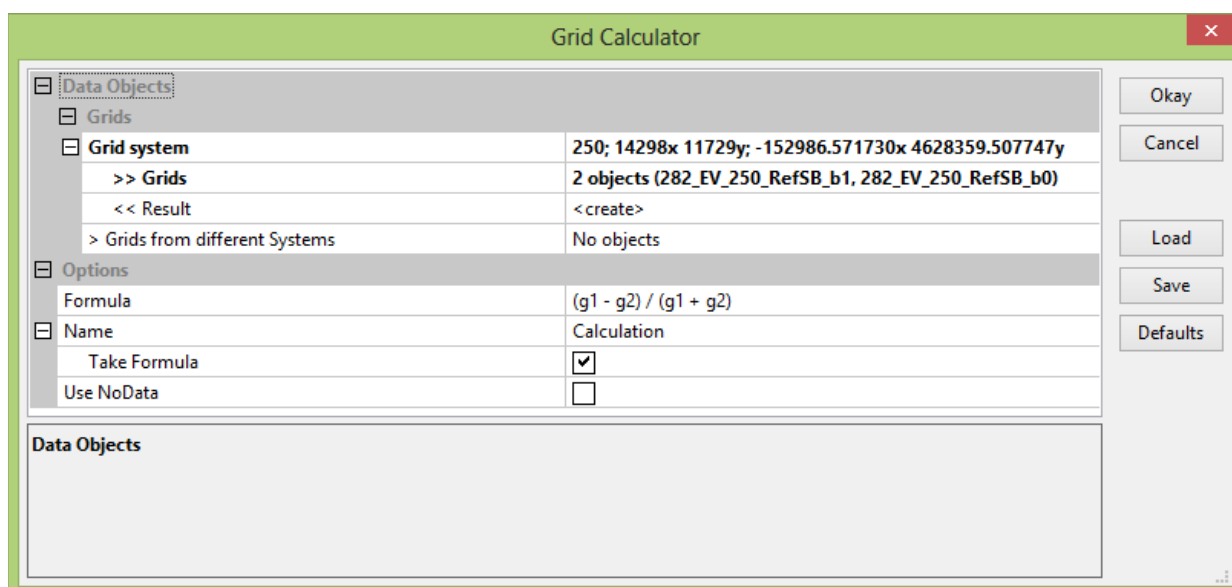 Grid Calculator
Data Objects
Grids
Grid system 250; 14298x 11729y; -152986.571730x 4628359.507747y
>> Grids 2 objects (282_EV_250_RefSB_b1, 282_EV_250_RefSB_b0)
<< Result <create>
> Grids from different Systems No objects
Options
Formula (g1 - g2) / (g1 + g2)
Name Calculation
Take Formula
Use NoData
Okay
Cancel
Load
Save
Defaults
Data Objects